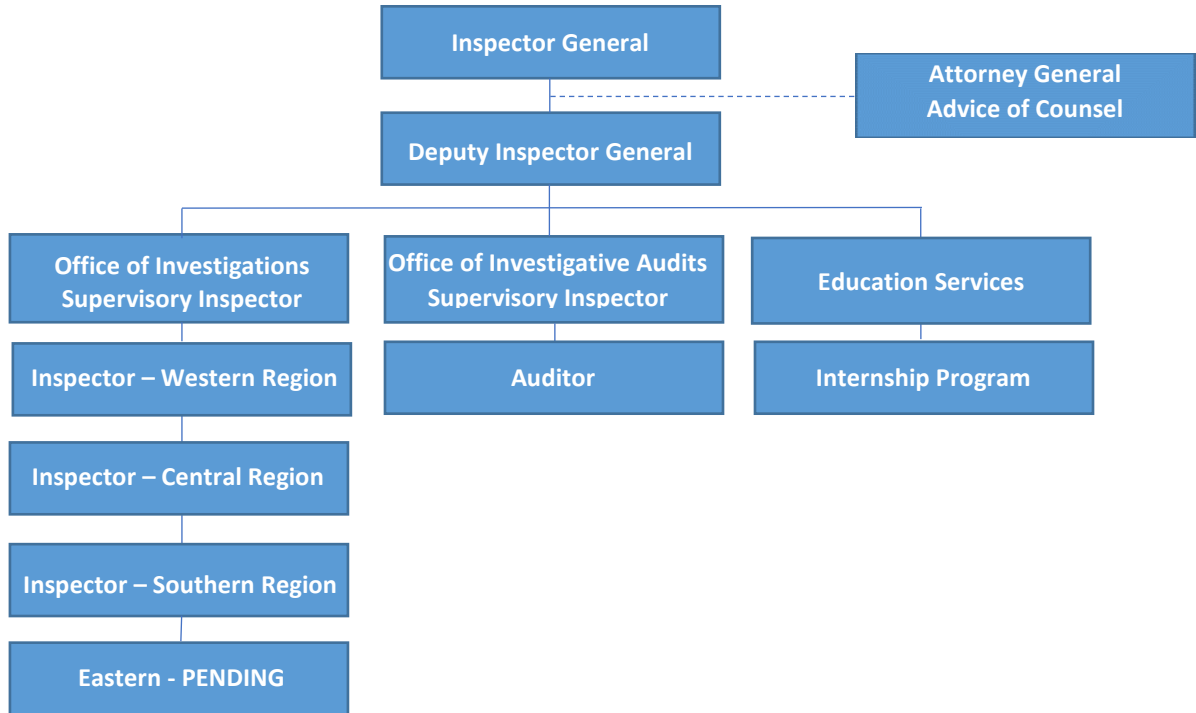 Inspector General
Attorney General
Advice of Counsel
Deputy Inspector General
Office of Investigations
Supervisory Inspector
Office of Investigative Audits
Supervisory Inspector
Education Services
Inspector – Western Region
Auditor
Internship Program
Inspector – Central Region
Inspector – Southern Region
Eastern - PENDING